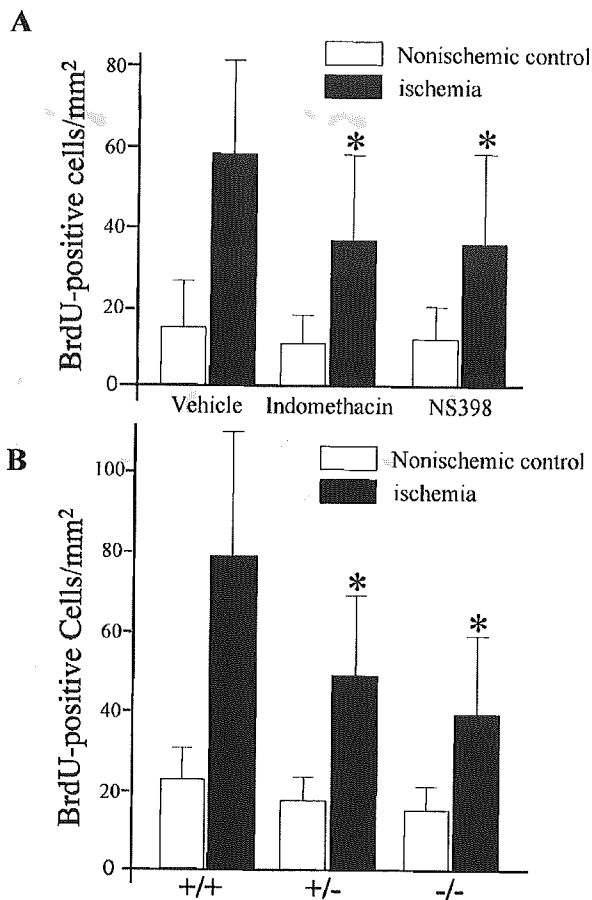 A
Nonischemic control
ischemia
BrdU-positive cells/mm²
80
60
40
20
0
*
*
Vehicle Indomethacin NS398
B
Nonischemic control
ischemia
BrdU-positive Cells/mm²
100
80
60
40
20
0
*
*
+/+ +/- -/-